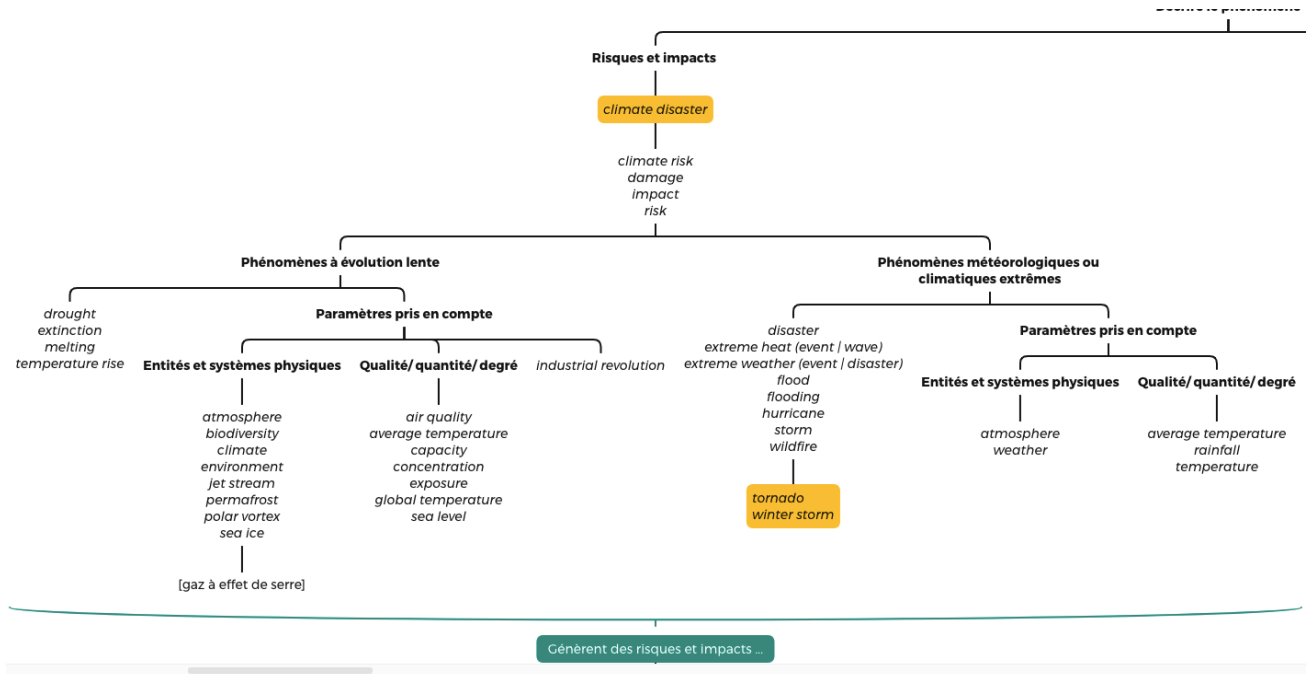 Risques et impacts
climate disaster
climate risk
damage
impact
risk
Phénomènes à évolution lente
drought
extinction
melting
temperature rise
Paramètres pris en compte
Entités et systèmes physiques
atmosphere
biodiversity
climate
environment
jet stream
permafrost
polar vortex
sea ice
[gaz à effet de serre]
Qualité/ quantité/ degré
air quality
average temperature
capacity
concentration
exposure
global temperature
sea level
industrial revolution
Phénomènes météorologiques ou
climatiques extrêmes
disaster
extreme heat (event | wave)
extreme weather (event | disaster)
flood
flooding
hurricane
storm
wildfire
tornado
winter storm
Paramètres pris en compte
Entités et systèmes physiques
atmosphere
weather
Qualité/ quantité/ degré
average temperature
rainfall
temperature
Génèrent des risques et impacts ...